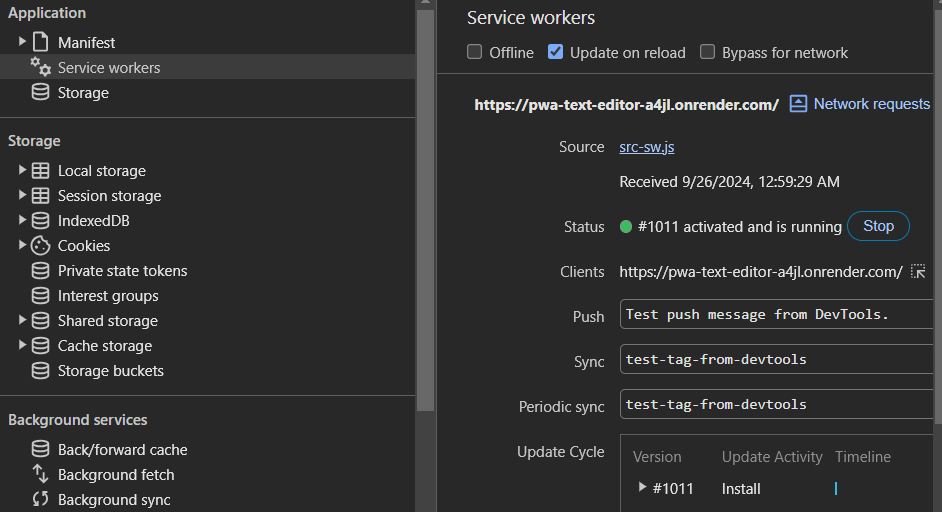 Application
Manifest
Service workers
Storage
Storage
Local storage
Session storage
IndexedDB
Cookies
Private state tokens
Interest groups
Shared storage
Cache storage
Storage buckets
Background services
Back/forward cache
Background fetch
Background sync
Service workers
Offline Update on reload Bypass for network
https://pwa-text-editor-a4jl.onrender.com/ Network requests
Source src-sw.js
Received 9/26/2024, 12:59:29 AM
Status #1011 activated and is running Stop
Clients https://pwa-text-editor-a4jl.onrender.com/
Push Test push message from DevTools.
Sync test-tag-from-devtools
Periodic sync test-tag-from-devtools
Update Cycle Version Update Activity Timeline
#1011 Install